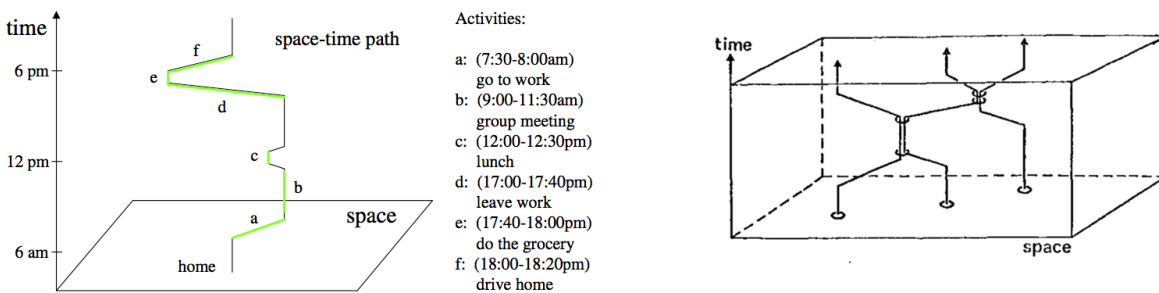 time
space-time path
f
6 pm
e
d
12 pm
c
b
a
space
6 am
home
Activities:
a: (7:30-8:00am)
go to work
b: (9:00-11:30am)
group meeting
c: (12:00-12:30pm)
lunch
d: (17:00-17:40pm)
leave work
e: (17:40-18:00pm)
do the grocery
f: (18:00-18:20pm)
drive home
time
space